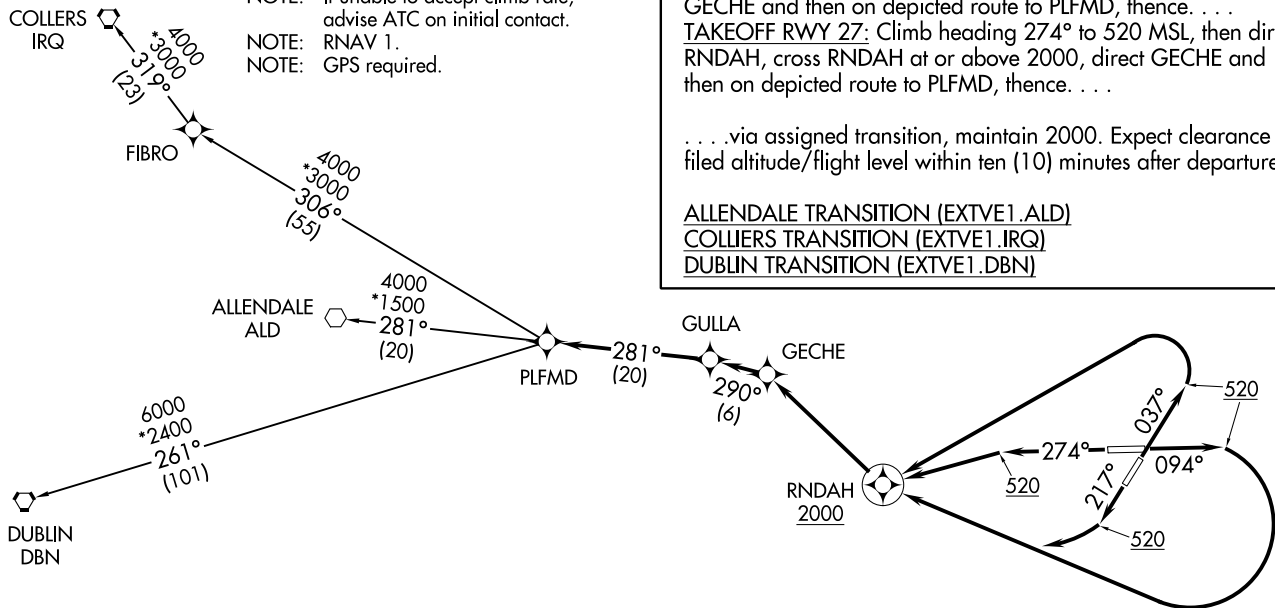 COLLERS
IRQ
4000
*3000
319°
(23)
NOTE: If unable to accept climb rate,
advise ATC on initial contact.
NOTE: RNAV 1.
NOTE: GPS required.
FIBRO
4000
*3000
306°
(55)
ALLENDALE
ALD
4000
*1500
281°
(20)
PLFMD
6000
*2400
261°
(101)
DUBLIN
DBN
281°
(20)
GULLA
GECHE
290°
(6)
RNDAH
2000
274°
520
037°
520
094°
217°
520
GECHE and then on depicted route to PLFMD, thence. . . .
TAKEOFF RWY 27: Climb heading 274° to 520 MSL, then dir
RNDAH, cross RNDAH at or above 2000, direct GECHE and
then on depicted route to PLFMD, thence. . . .
. . . .via assigned transition, maintain 2000. Expect clearance
filed altitude/flight level within ten (10) minutes after departure
ALLENDALE TRANSITION (EXTVE1.ALD)
COLLIERS TRANSITION (EXTVE1.IRQ)
DUBLIN TRANSITION (EXTVE1.DBN)